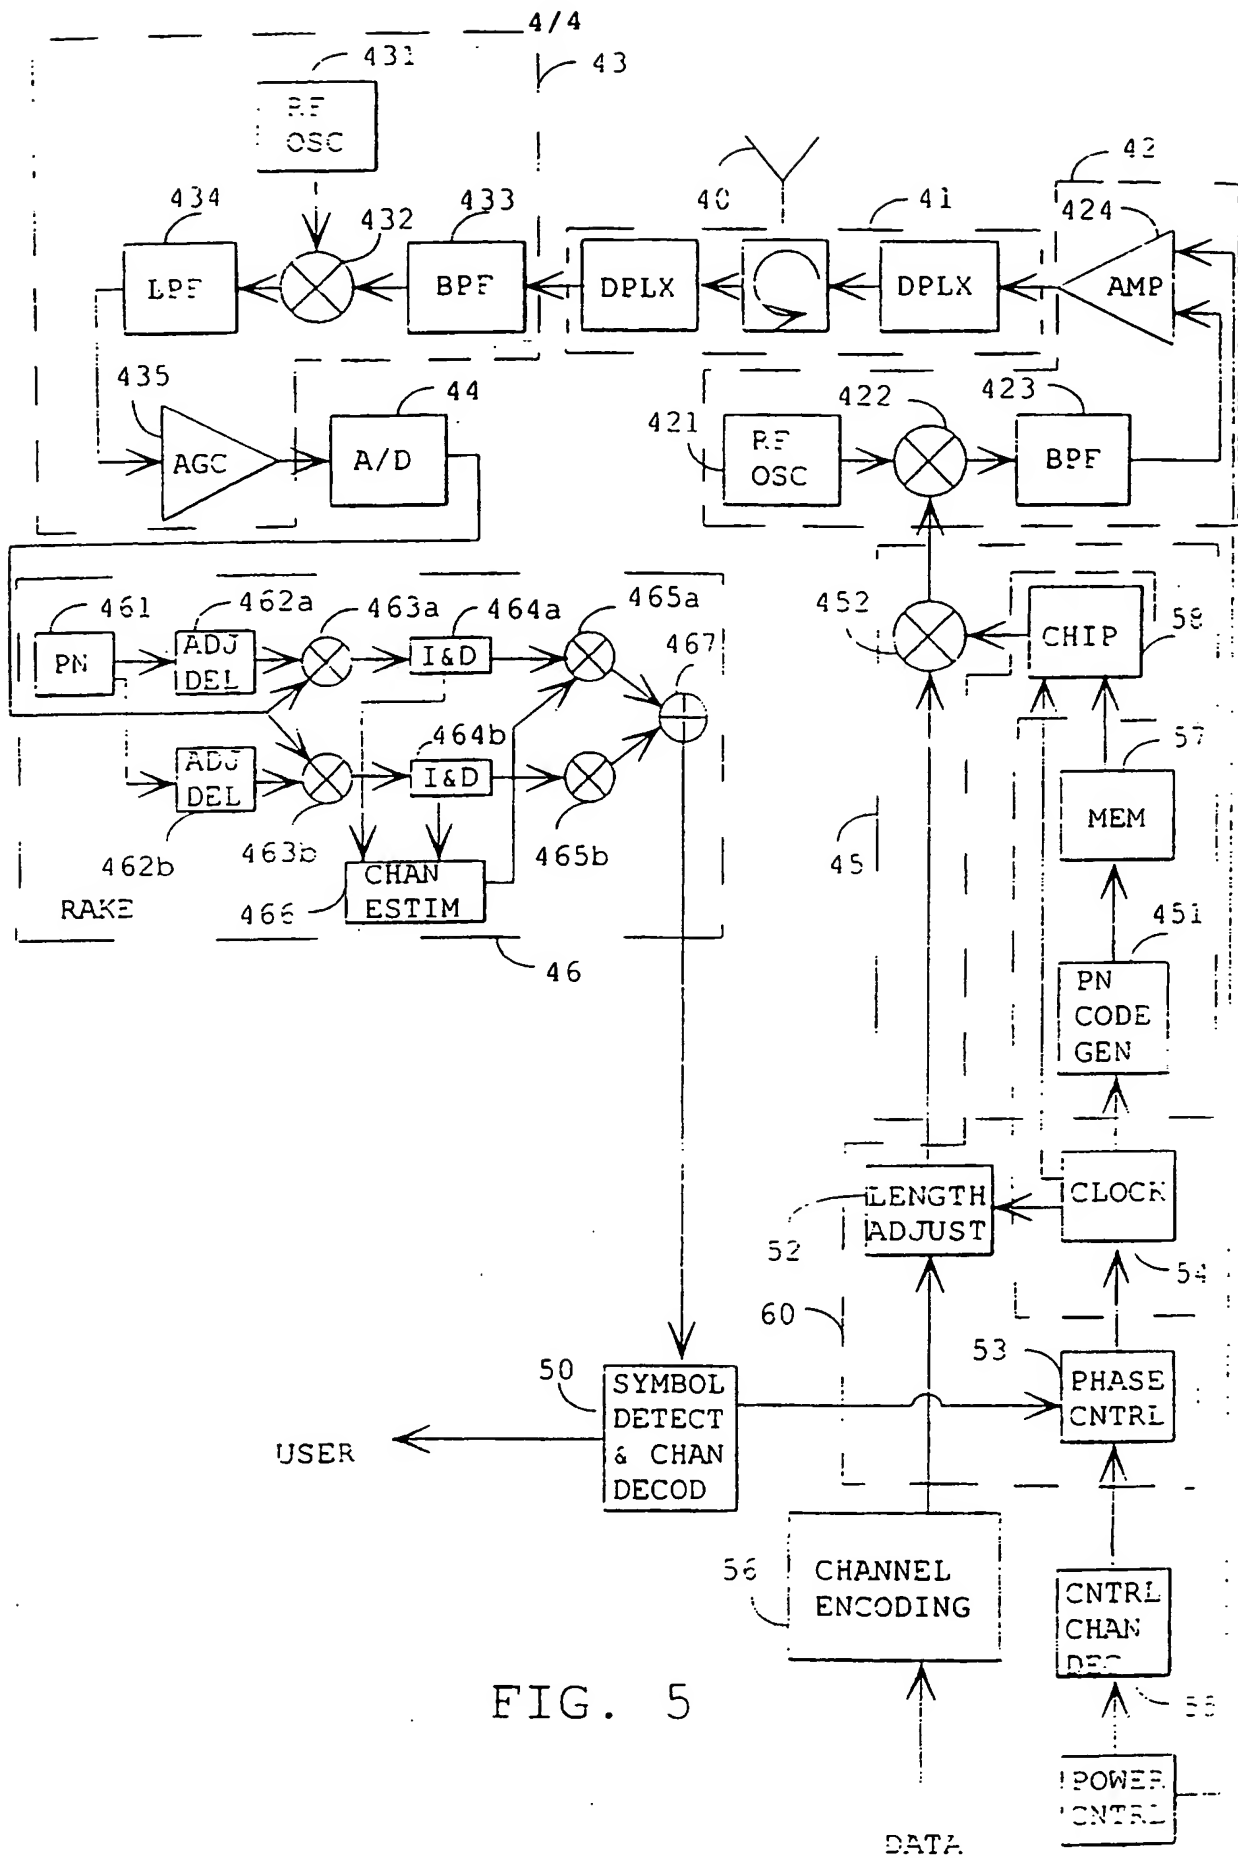 4/4
431
43
RF
OSC
40
42
434
432
433
41
424
LPF
BPF
DPLX
DPLX
AMP
435
44
421
422
423
AGC
A/D
RF
OSC
BPF
461
462a
463a
464a
465a
467
452
58
PN
ADJ
DEL
I&D
CHIP
464b
57
ADJ
DEL
I&D
MEM
462b
463b
465b
45
CHAN
ESTIM
466
RAKE
46
451
PN
CODE
GEN
LENGTH
ADJUST
CLOCK
52
54
60
53
50
SYMBOL
DETECT
& CHAN
DECOD
PHASE
CNTRL
USER
56
CHANNEL
ENCODING
CNTRL
CHAN
DEC
FIG. 5
POWER
CNTRL
DATA